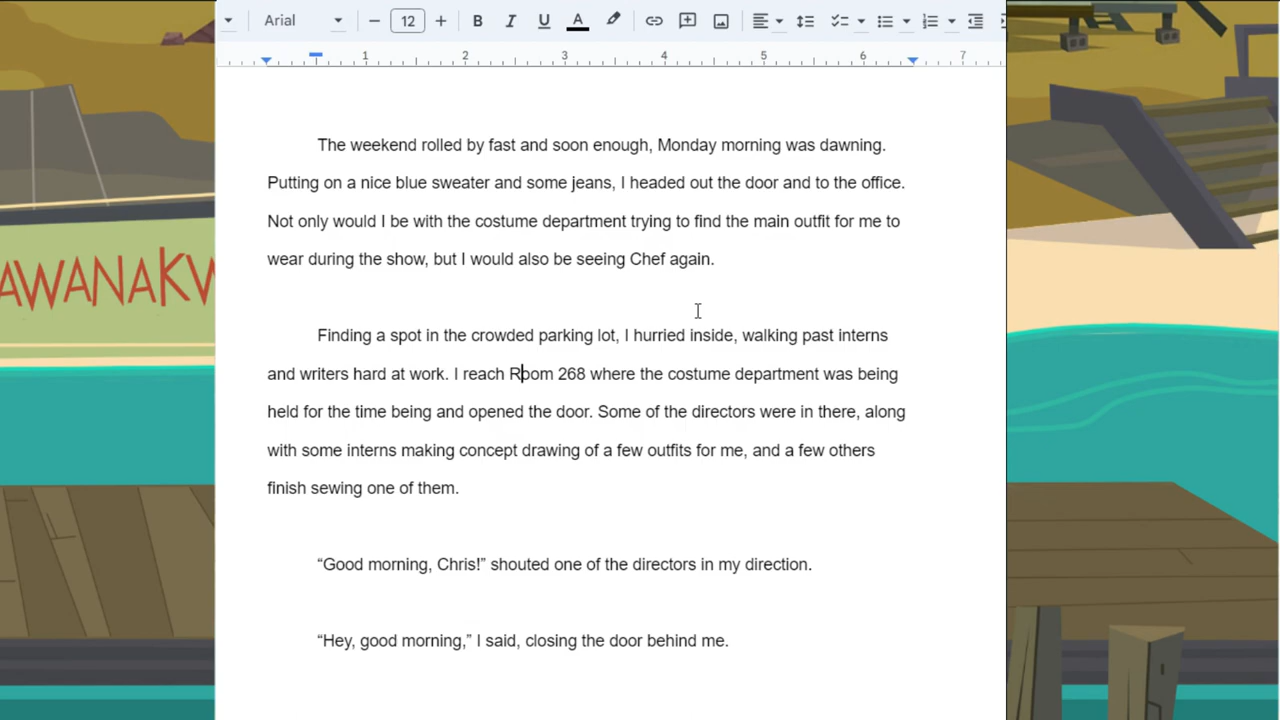 Arial
12
B I U A
1 2 3 4 5 6 7
The weekend rolled by fast and soon enough, Monday morning was dawning.
Putting on a nice blue sweater and some jeans, I headed out the door and to the office.
Not only would I be with the costume department trying to find the main outfit for me to
wear during the show, but I would also be seeing Chef again.
AWANAKW
Finding a spot in the crowded parking lot, I hurried inside, walking past interns
and writers hard at work. I reach Room 268 where the costume department was being
held for the time being and opened the door. Some of the directors were in there, along
with some interns making concept drawing of a few outfits for me, and a few others
finish sewing one of them.
“Good morning, Chris!” shouted one of the directors in my direction.
“Hey, good morning,” I said, closing the door behind me.